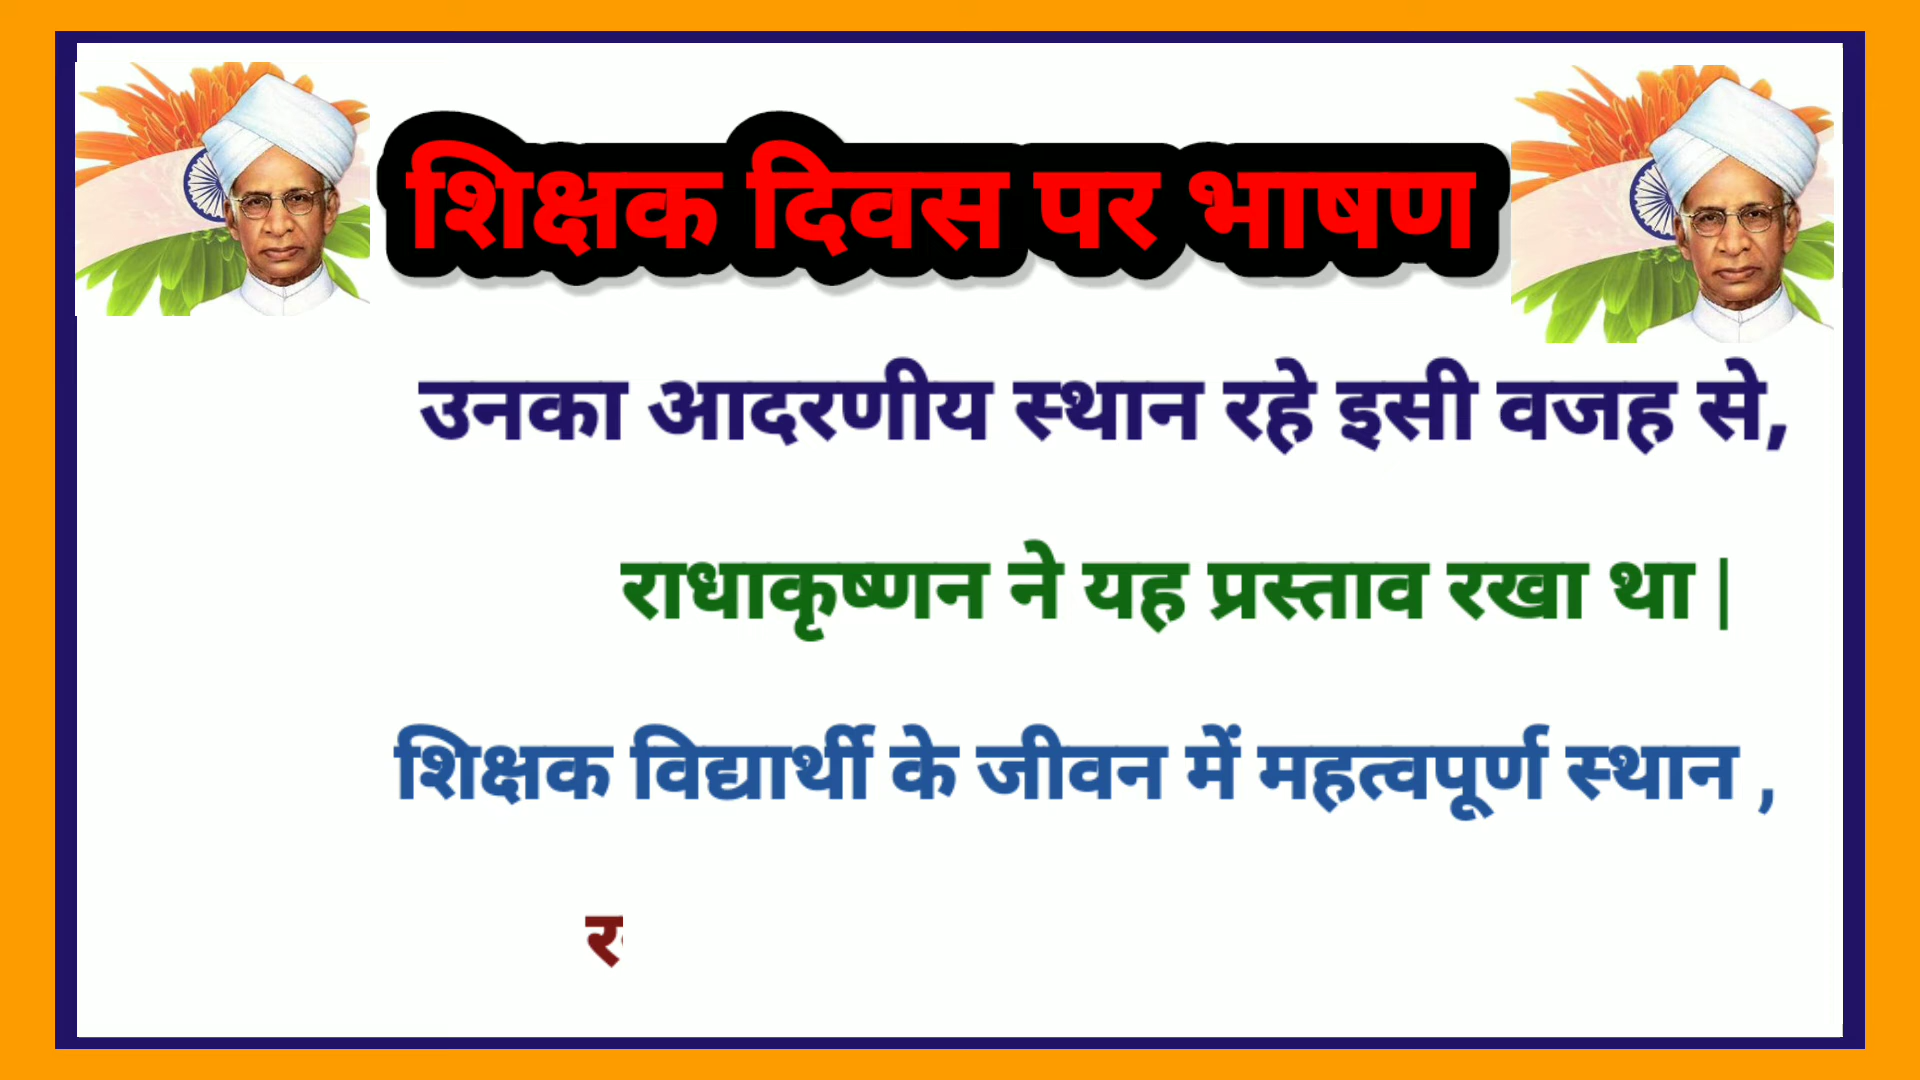 शिक्षक दिवस पर भाषण
उनका आदरणीय स्थान रहे इसी वजह से,
राधाकृष्णन ने यह प्रस्ताव रखा था |
शिक्षक विद्यार्थी के जीवन में महत्वपूर्ण स्थान ,